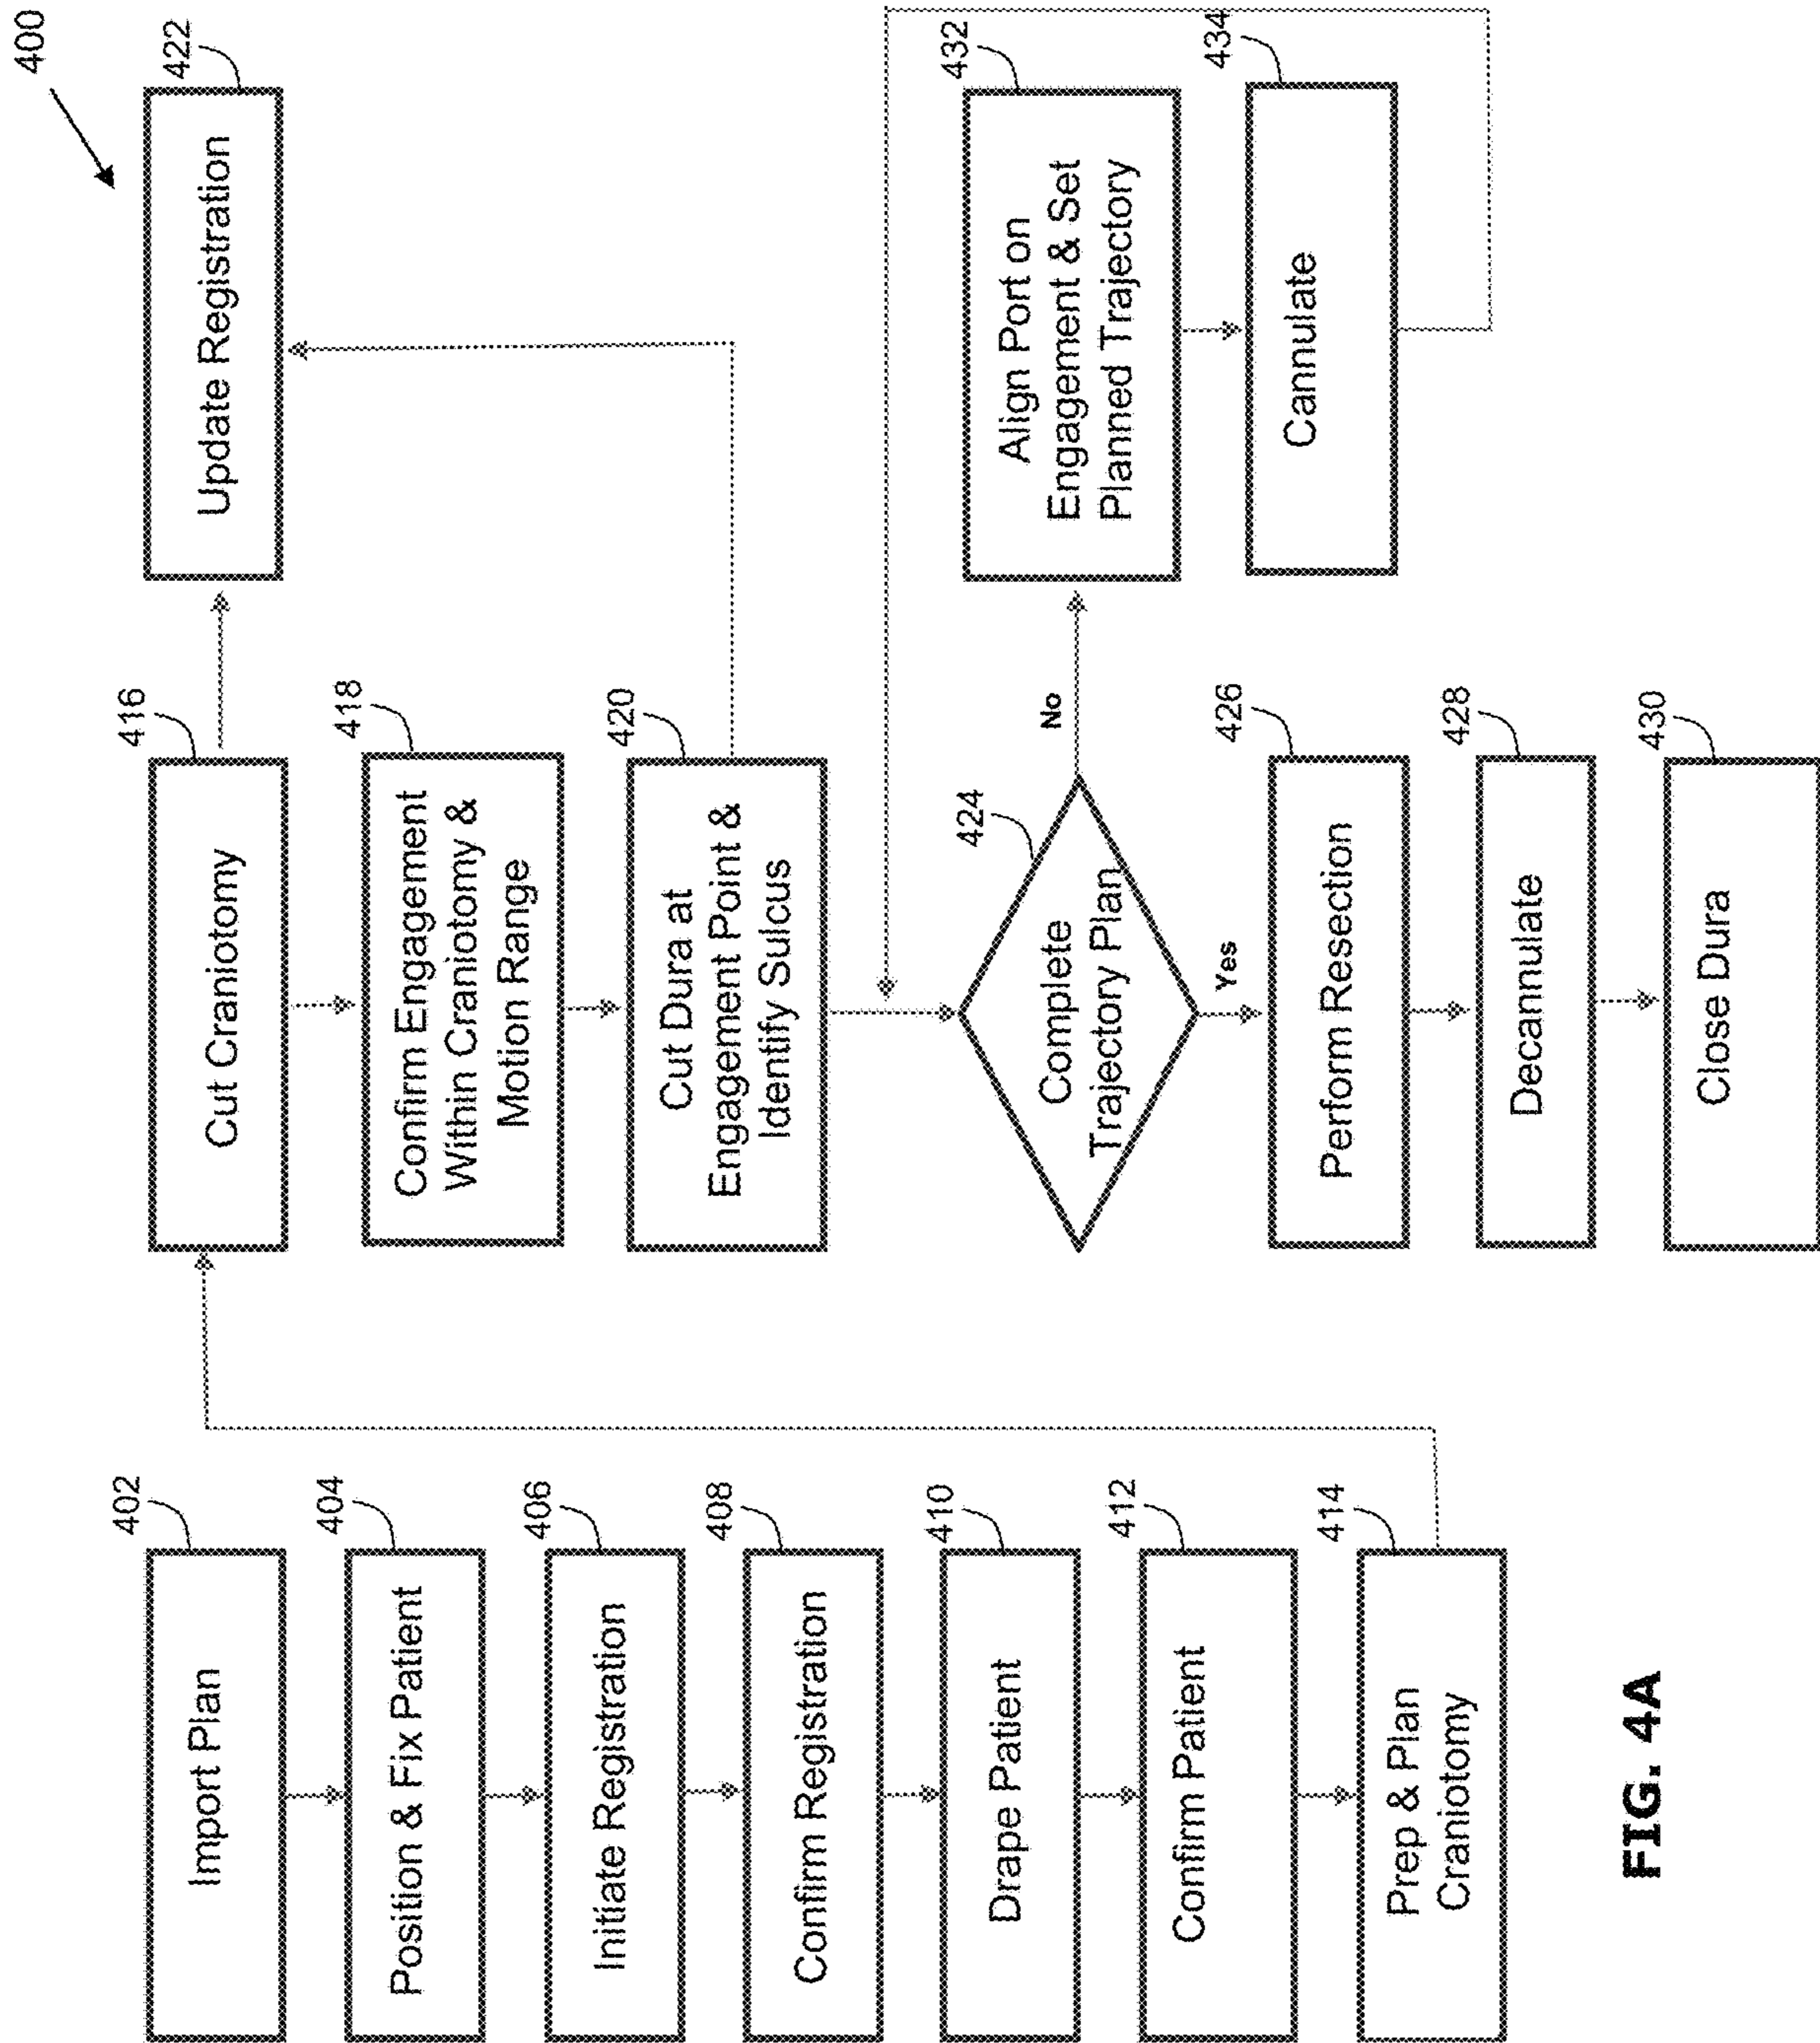 400
402
Import Plan
404
Position & Fix Patient
406
Initiate Registration
408
Confirm Registration
410
Drape Patient
412
Confirm Patient
414
Prep & Plan
Craniotomy
416
Cut Craniotomy
418
Confirm Engagement
Within Craniotomy &
Motion Range
420
Cut Dura at
Engagement Point &
Identify Sulcus
422
Update Registration
424
Complete
Trajectory Plan
No
Yes
426
Perform Resection
428
Decannulate
430
Close Dura
432
Align Port on
Engagement & Set
Planned Trajectory
434
Cannulate
FIG. 4A